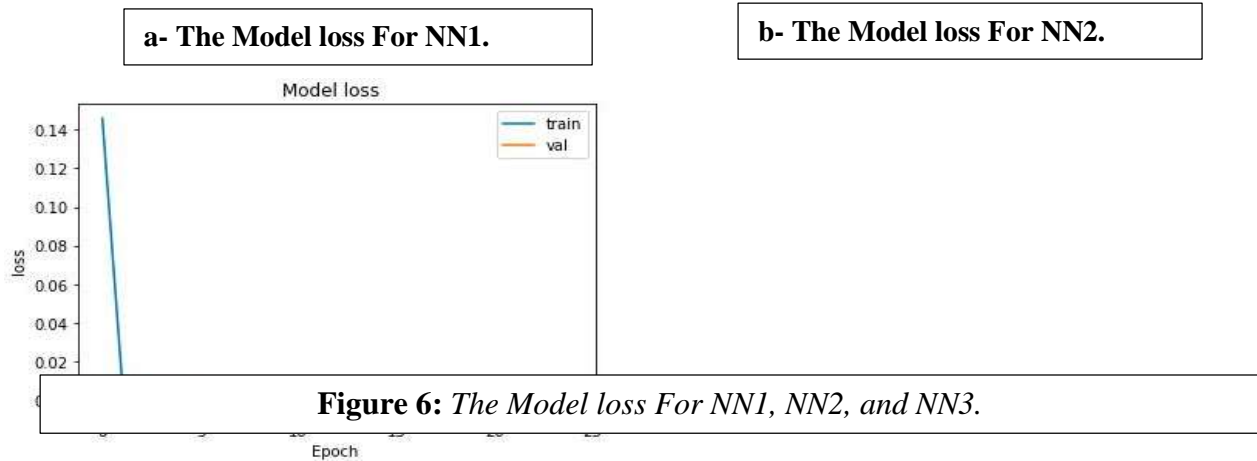 a- The Model loss For NN1.
b- The Model loss For NN2.
Model loss
train
val
0.14
0.12
0.10
0.08
0.06
0.04
0.02
loss
Figure 6: The Model loss For NN1, NN2, and NN3.
Epoch